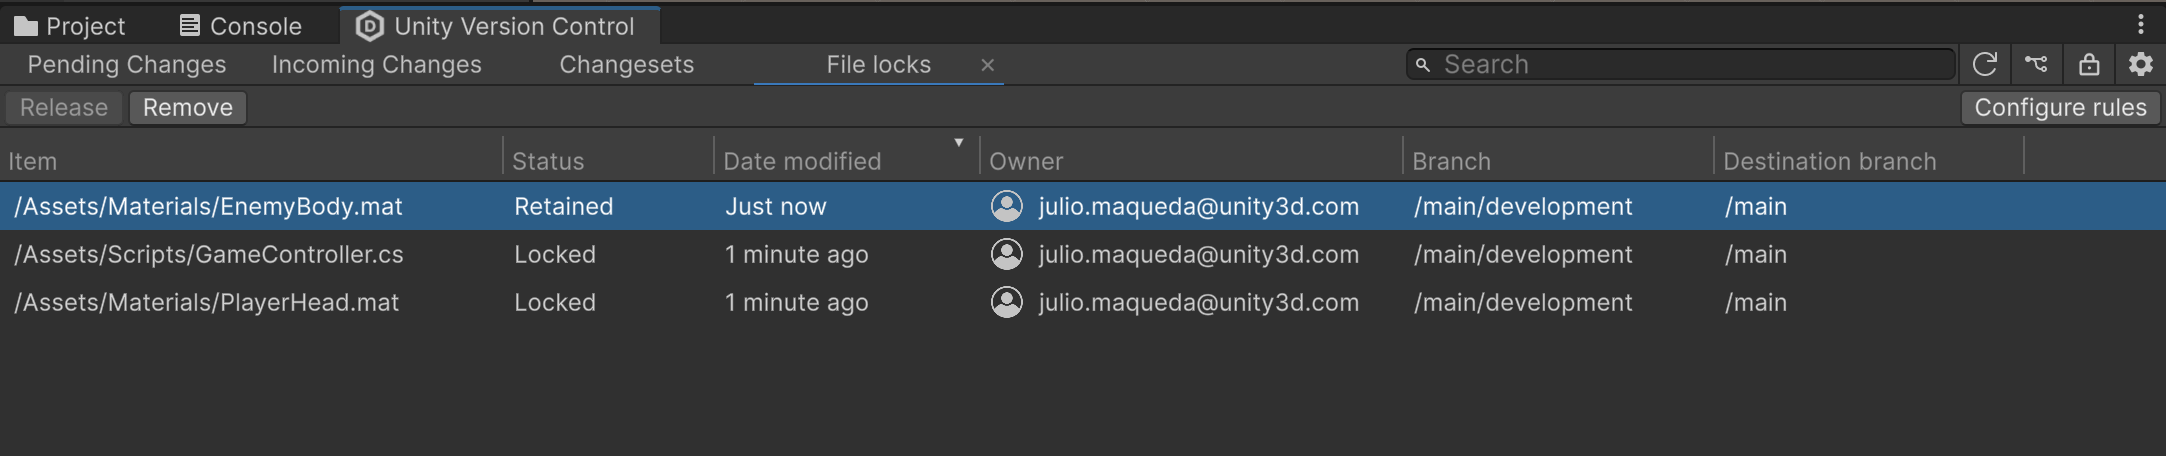 Project Console Unity Version Control
Pending Changes Incoming Changes Changesets File locks × Search
Release Remove Configure rules
Item Status Date modified Owner Branch Destination branch
/Assets/Materials/EnemyBody.mat Retained Just now julio.maqueda@unity3d.com /main/development /main
/Assets/Scripts/GameController.cs Locked 1 minute ago julio.maqueda@unity3d.com /main/development /main
/Assets/Materials/PlayerHead.mat Locked 1 minute ago julio.maqueda@unity3d.com /main/development /main